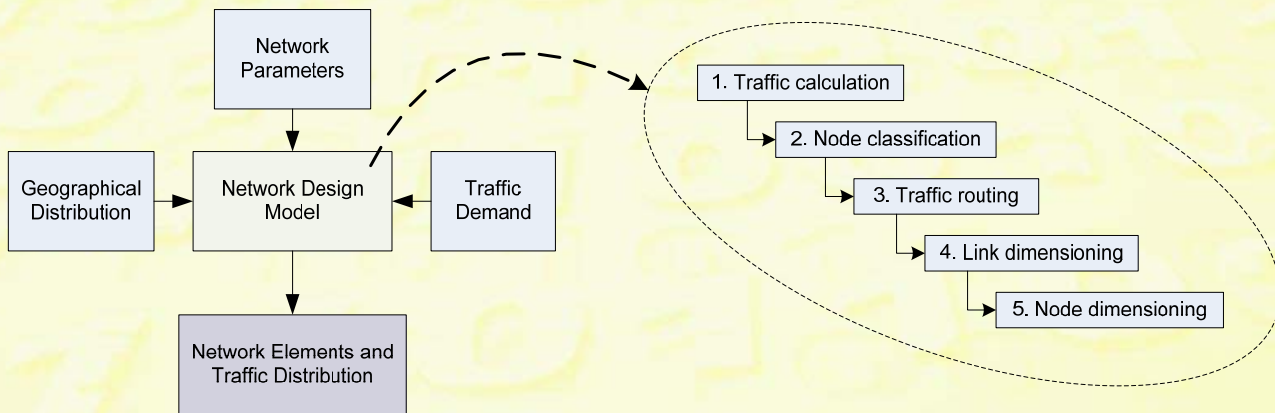 Network
Parameters
Geographical
Distribution
Network Design
Model
Traffic
Demand
Network Elements and
Traffic Distribution
1. Traffic calculation
2. Node classification
3. Traffic routing
4. Link dimensioning
5. Node dimensioning